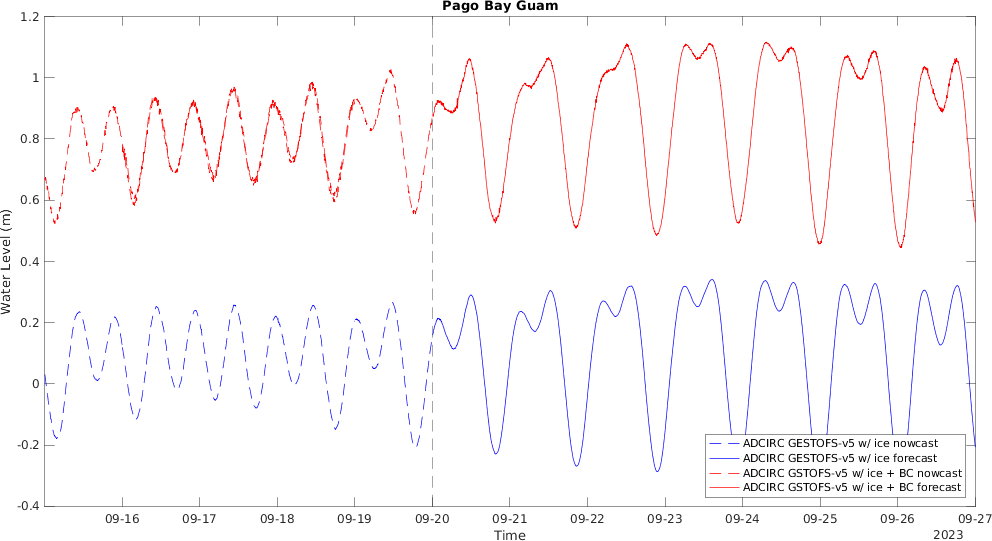 Pago Bay Guam
1.2
1
0.8
0.6
0.4
0.2
0
-0.2
-0.4
Water Level (m)
ADCIRC GESTOFS-v5 w/ ice nowcast
ADCIRC GESTOFS-v5 w/ ice forecast
ADCIRC GSTOFS-v5 w/ ice + BC nowcast
ADCIRC GSTOFS-v5 w/ ice + BC forecast
09-16 09-17 09-18 09-19 09-20 09-21 09-22 09-23 09-24 09-25 09-26 09-27
Time
2023